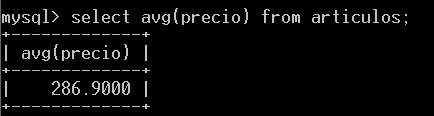 mysql> select avg(precio) from articulos;
+-------------+
| avg(precio) |
+-------------+
|    286.9000 |
+-------------+